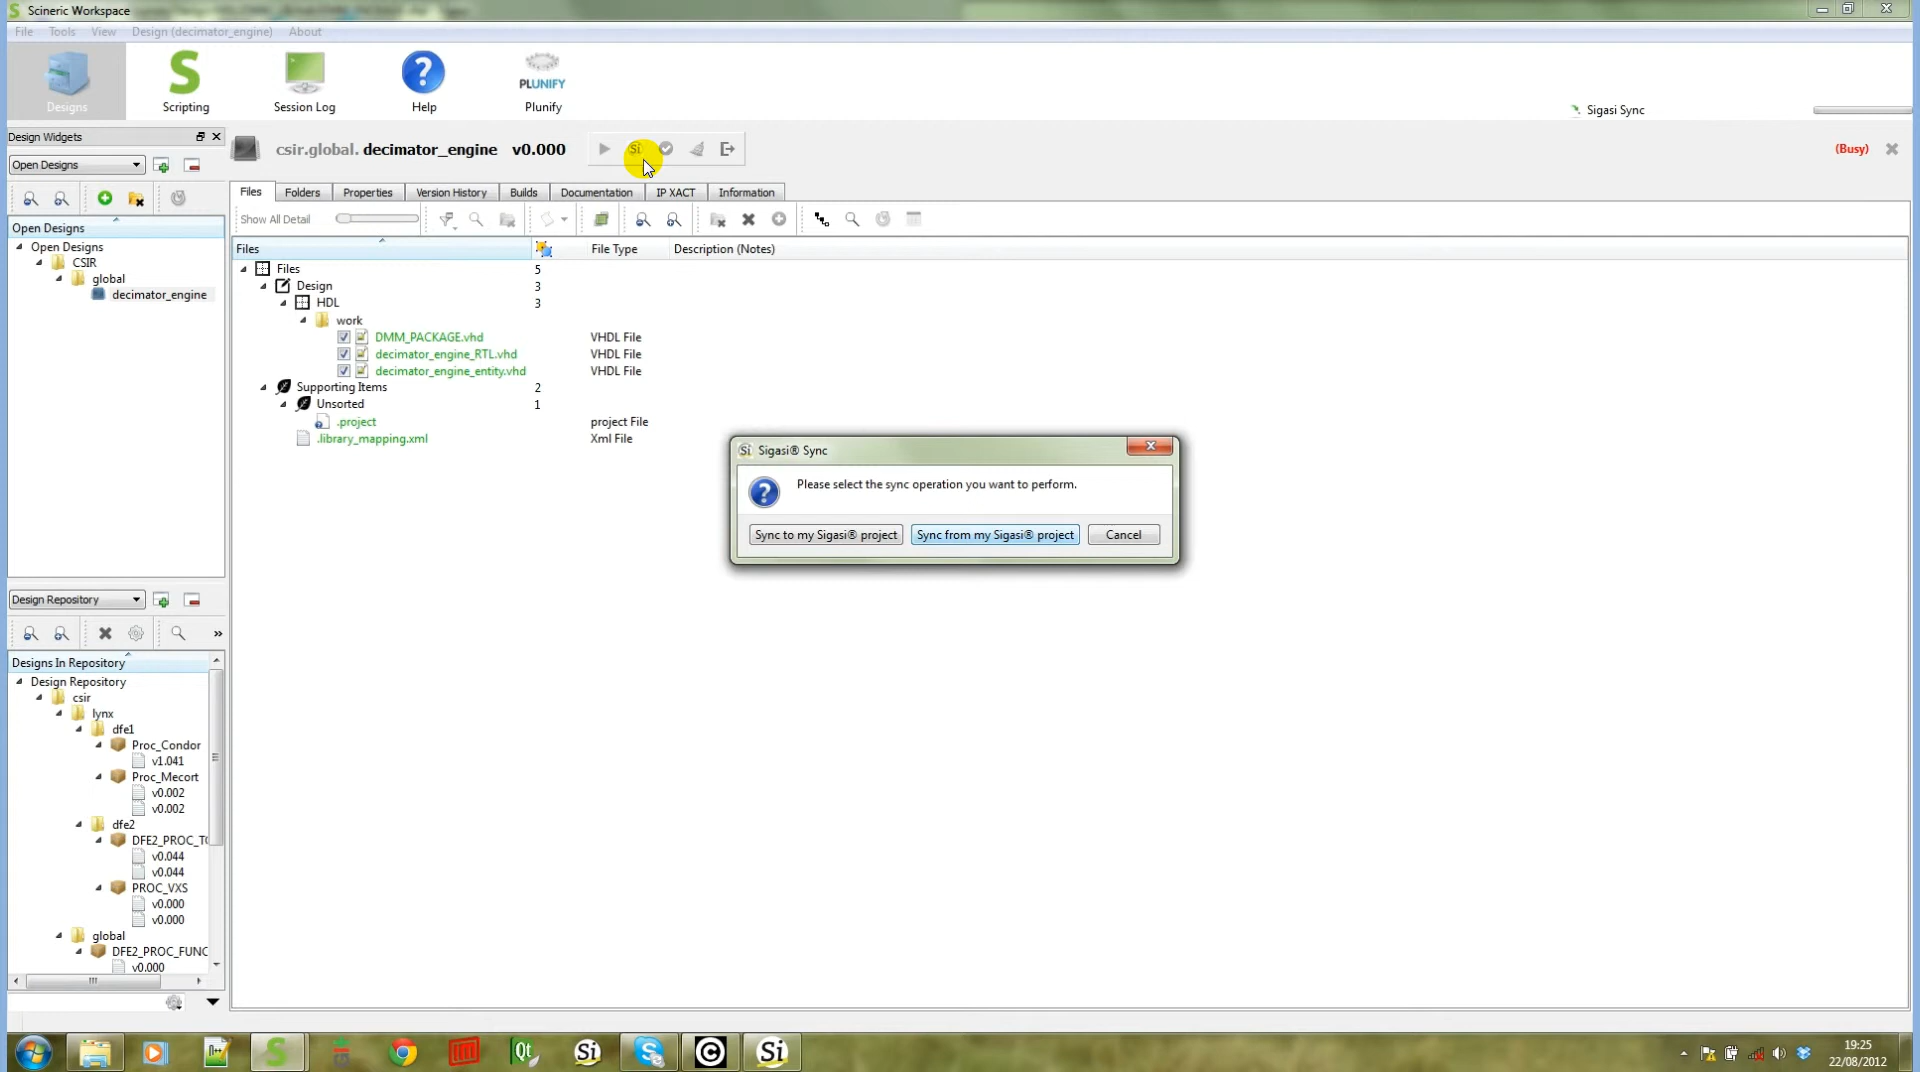 Scineric Workspace
File Tools View Design (decimator_engine) About
Designs Scripting Session Log Help PLUNIFY Plunify
Sigasi Sync
Design Widgets
Open Designs
csir.global. decimator_engine v0.000
(Busy)
Files Folders Properties Version History Builds Documentation IP XACT Information
Show All Detail
Open Designs
Open Designs
CSIR
global
decimator_engine
Files File Type Description (Notes)
Files 5
Design 3
HDL 3
work
DMM_PACKAGE.vhd VHDL File
decimator_engine_RTL.vhd VHDL File
decimator_engine_entity.vhd VHDL File
Supporting Items 2
Unsorted 1
.project project File
.library_mapping.xml Xml File
Si Sigasi® Sync
Please select the sync operation you want to perform.
Sync to my Sigasi® project Sync from my Sigasi® project Cancel
Design Repository
Designs In Repository
Design Repository
csir
lynx
dfe1
Proc_Condor
v1.041
Proc_Mecort
v0.002
v0.002
dfe2
DFE2_PROC_TO
v0.044
v0.044
PROC_VXS
v0.000
v0.000
global
DFE2_PROC_FUNC
v0.000
Qt Si Si
19:25
22/08/2012